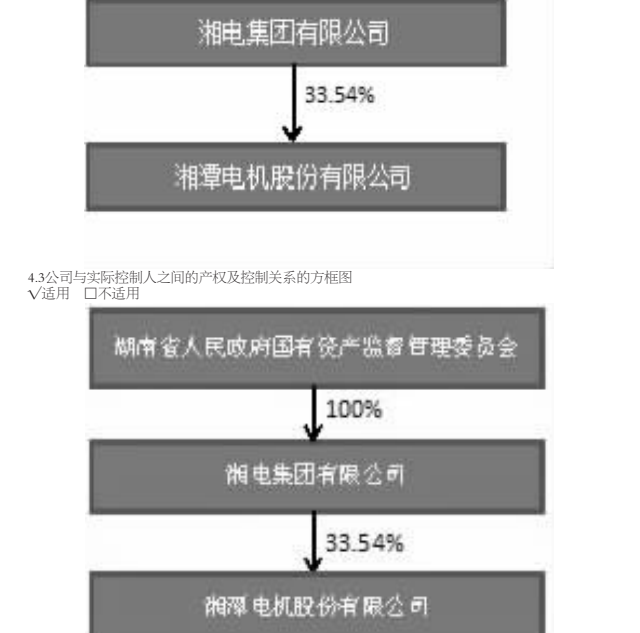 湘电集团有限公司
33.54%
湘潭电机股份有限公司
4.3公司与实际控制人之间的产权及控制关系的方框图
√适用 □不适用
湖南省人民政府国有资产监督管理委员会
100%
湘电集团有限公司
33.54%
湘潭电机股份有限公司